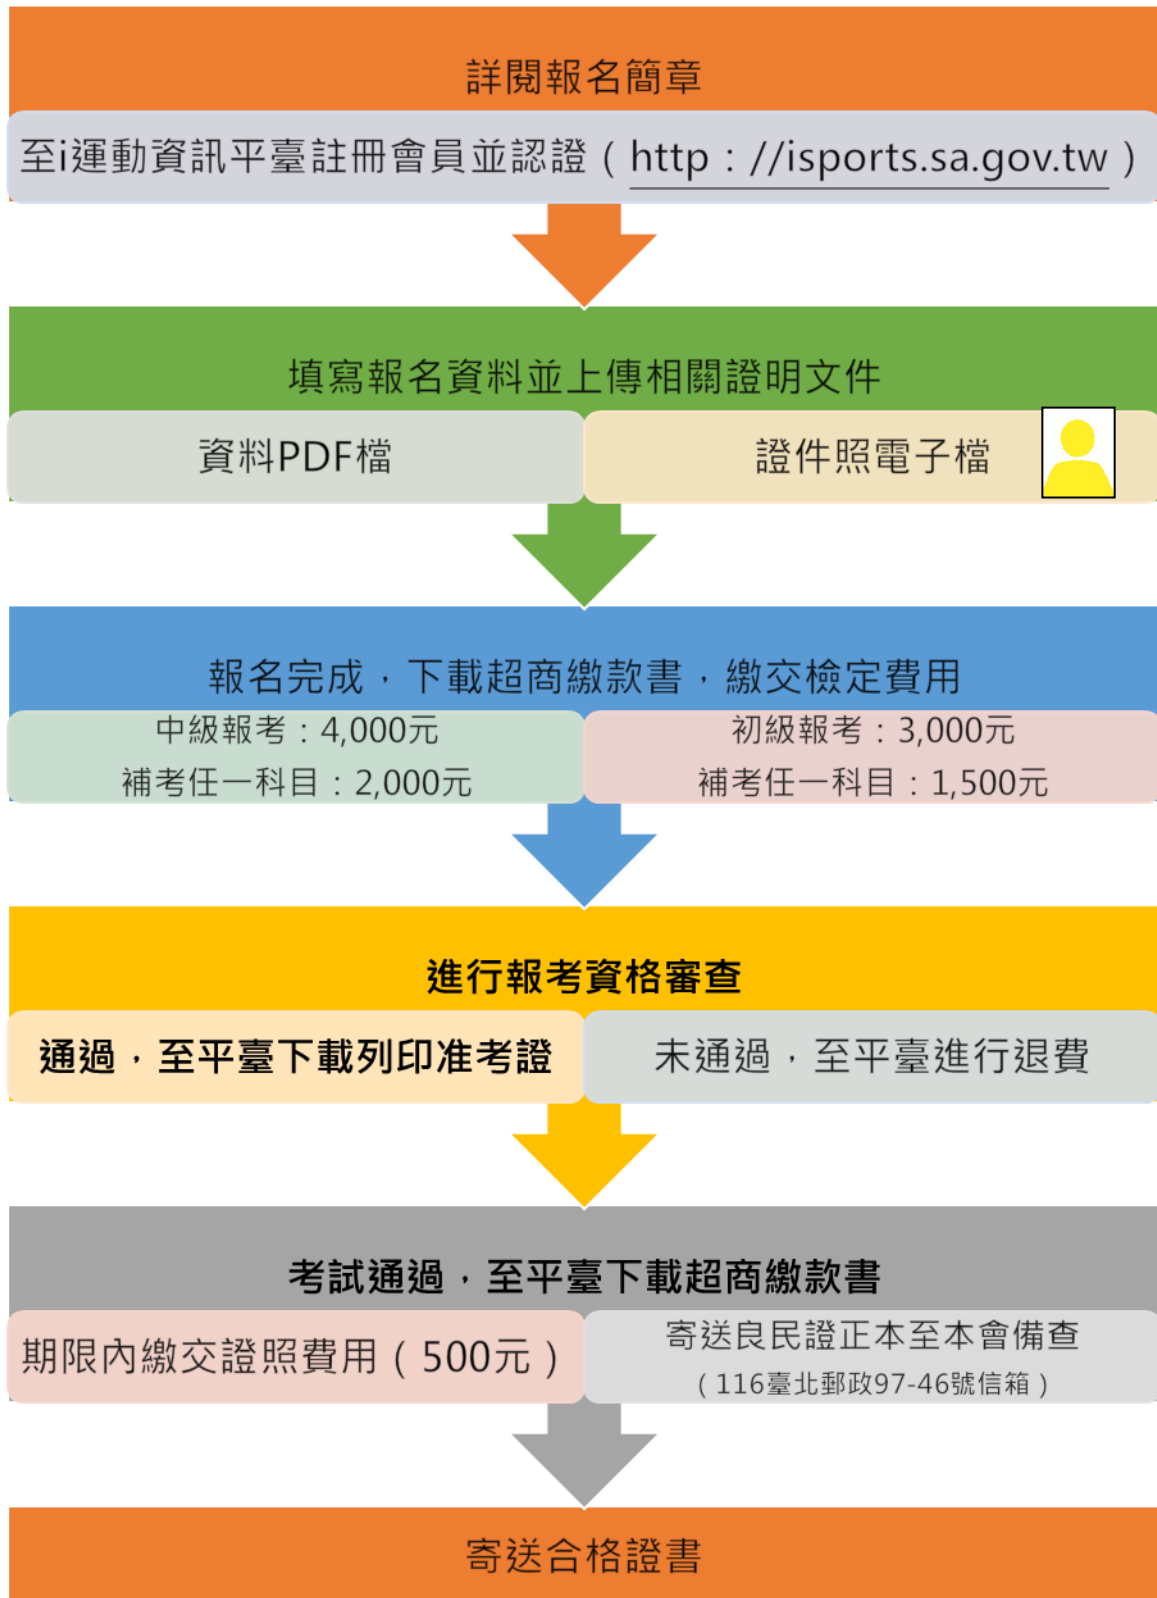 詳閱報名簡章
至i運動資訊平臺註冊會員並認證（http：//isports.sa.gov.tw）
填寫報名資料並上傳相關證明文件
資料PDF檔
證件照電子檔
報名完成，下載超商繳款書，繳交檢定費用
中級報考：4,000元
補考任一科目：2,000元
初級報考：3,000元
補考任一科目：1,500元
進行報考資格審查
通過，至平臺下載列印准考證
未通過，至平臺進行退費
考試通過，至平臺下載超商繳款書
期限內繳交證照費用（500元）
寄送良民證正本至本會備查
（116臺北郵政97-46號信箱）
寄送合格證書